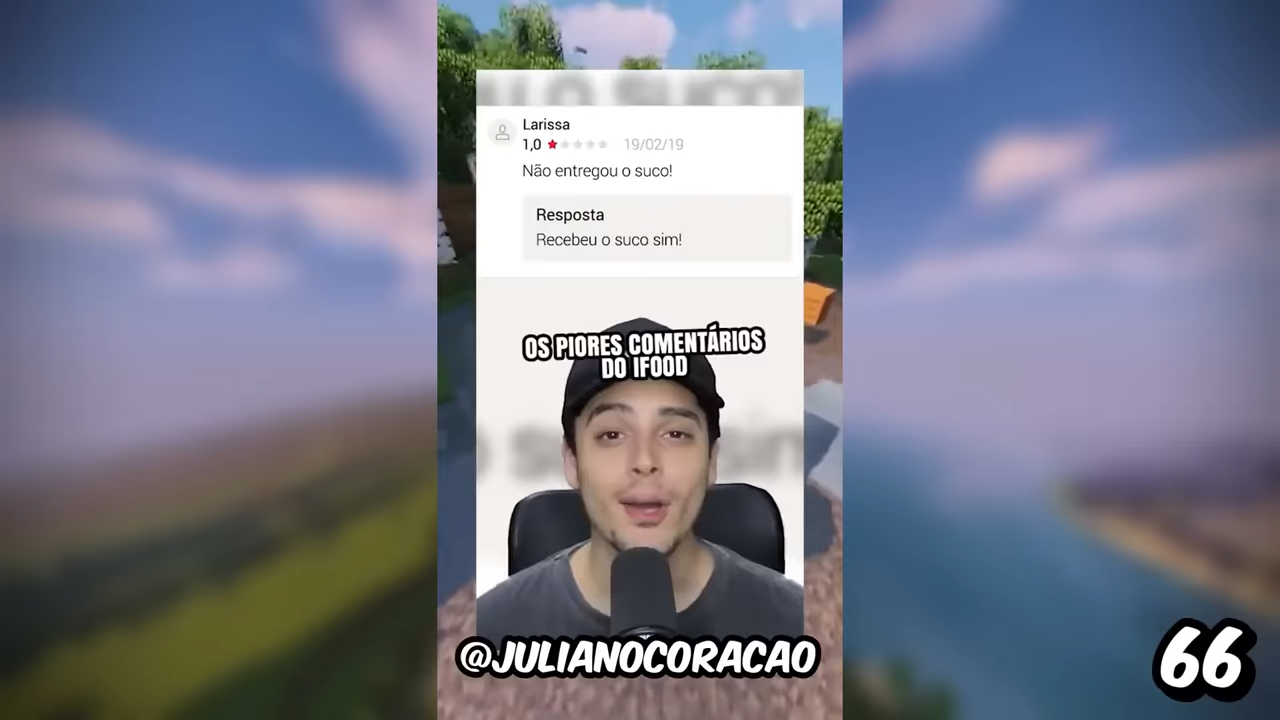 Larissa
1,0 19/02/19
Não entregou o suco!
Resposta
Recebeu o suco sim!
OS PIORES COMENTÁRIOS
DO IFOOD
@JULIANOCORACAO
66